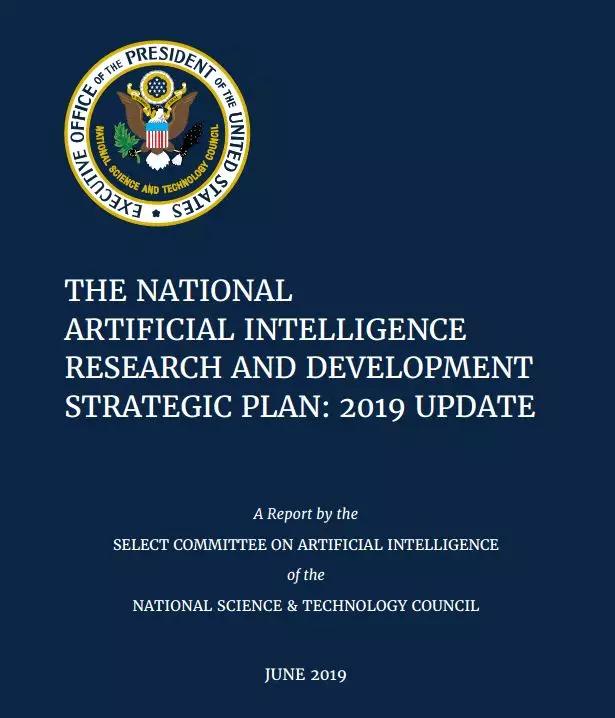 EXECUTIVE OFFICE OF THE PRESIDENT OF THE UNITED STATES
NATIONAL SCIENCE AND TECHNOLOGY COUNCIL
THE NATIONAL
ARTIFICIAL INTELLIGENCE
RESEARCH AND DEVELOPMENT
STRATEGIC PLAN: 2019 UPDATE
A Report by the
SELECT COMMITTEE ON ARTIFICIAL INTELLIGENCE
of the
NATIONAL SCIENCE & TECHNOLOGY COUNCIL
JUNE 2019